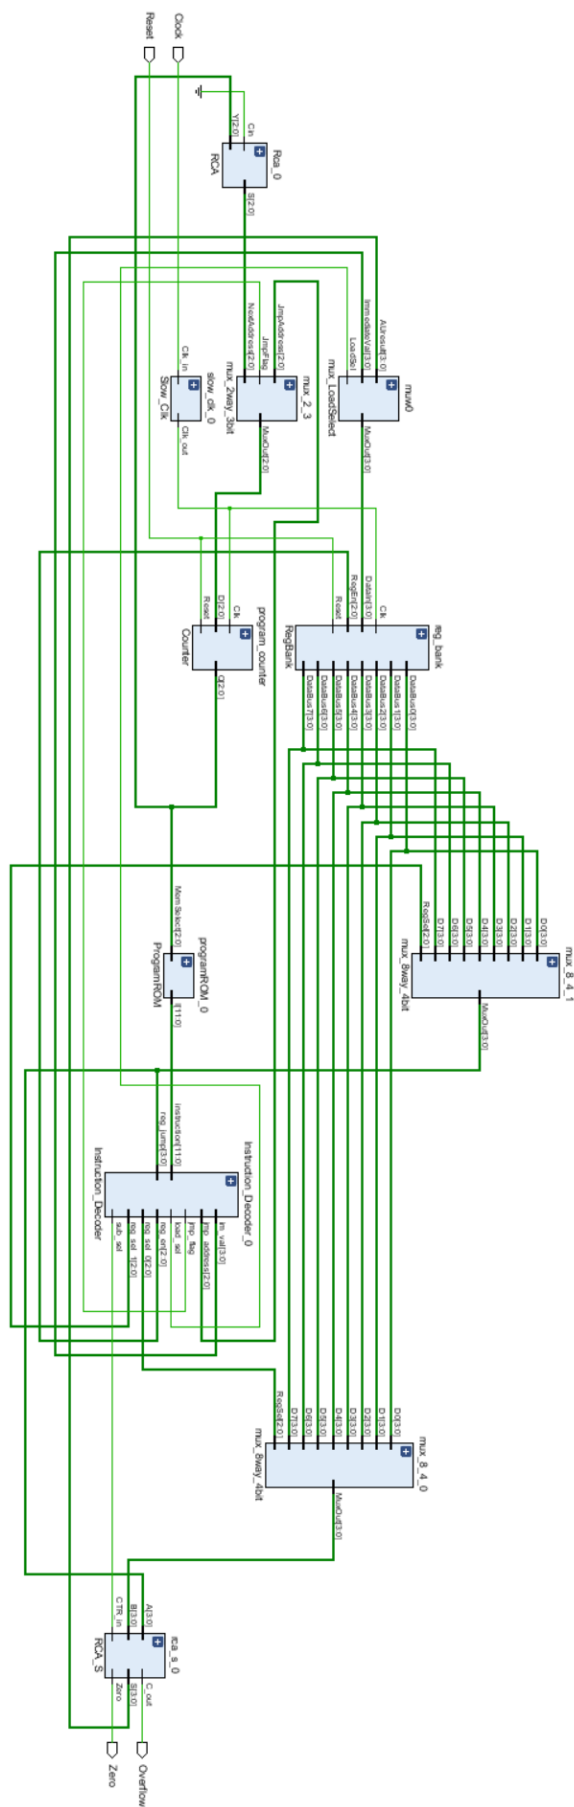 Reset
Clock
Rca_0
Cin
Y[2:0]
S[2:0]
RCA
muw0
AUresult[3:0]
ImmediateVal[3:0]
LoadSel
MuxOut[3:0]
mux_LoadSelect
mux_2_3
JmpAddress[2:0]
JmpFlag
NextAddress[2:0]
MuxOut[2:0]
mux_2way_3bit
slow_clk_0
Clk_in
Clk_out
Slow_Clk
reg_bank
Clk
DataIn[3:0]
RegEn[2:0]
Reset
DataBus0[3:0]
DataBus1[3:0]
DataBus2[3:0]
DataBus3[3:0]
DataBus4[3:0]
DataBus5[3:0]
DataBus6[3:0]
DataBus7[3:0]
RegBank
program_counter
Clk
D[2:0]
Reset
Q[2:0]
Counter
mux_8_4_1
D0[3:0]
D1[3:0]
D2[3:0]
D3[3:0]
D4[3:0]
D5[3:0]
D6[3:0]
D7[3:0]
RegSel[2:0]
MuxOut[3:0]
mux_8way_4bit
programROM_0
MemSelect[2:0]
I[11:0]
ProgramROM
Instruction_Decoder_0
instruction[11:0]
reg_jump[3:0]
im_val[3:0]
jmp_address[2:0]
jmp_flag
load_sel
reg_en[2:0]
reg_sel_0[2:0]
reg_sel_1[2:0]
sub_sel
Instruction_Decoder
mux_8_4_0
D0[3:0]
D1[3:0]
D2[3:0]
D3[3:0]
D4[3:0]
D5[3:0]
D6[3:0]
D7[3:0]
RegSel[2:0]
MuxOut[3:0]
mux_8way_4bit
rca_s_0
A[3:0]
B[3:0]
CTR_in
C_out
S[3:0]
Zero
RCA_S
Overflow
Zero